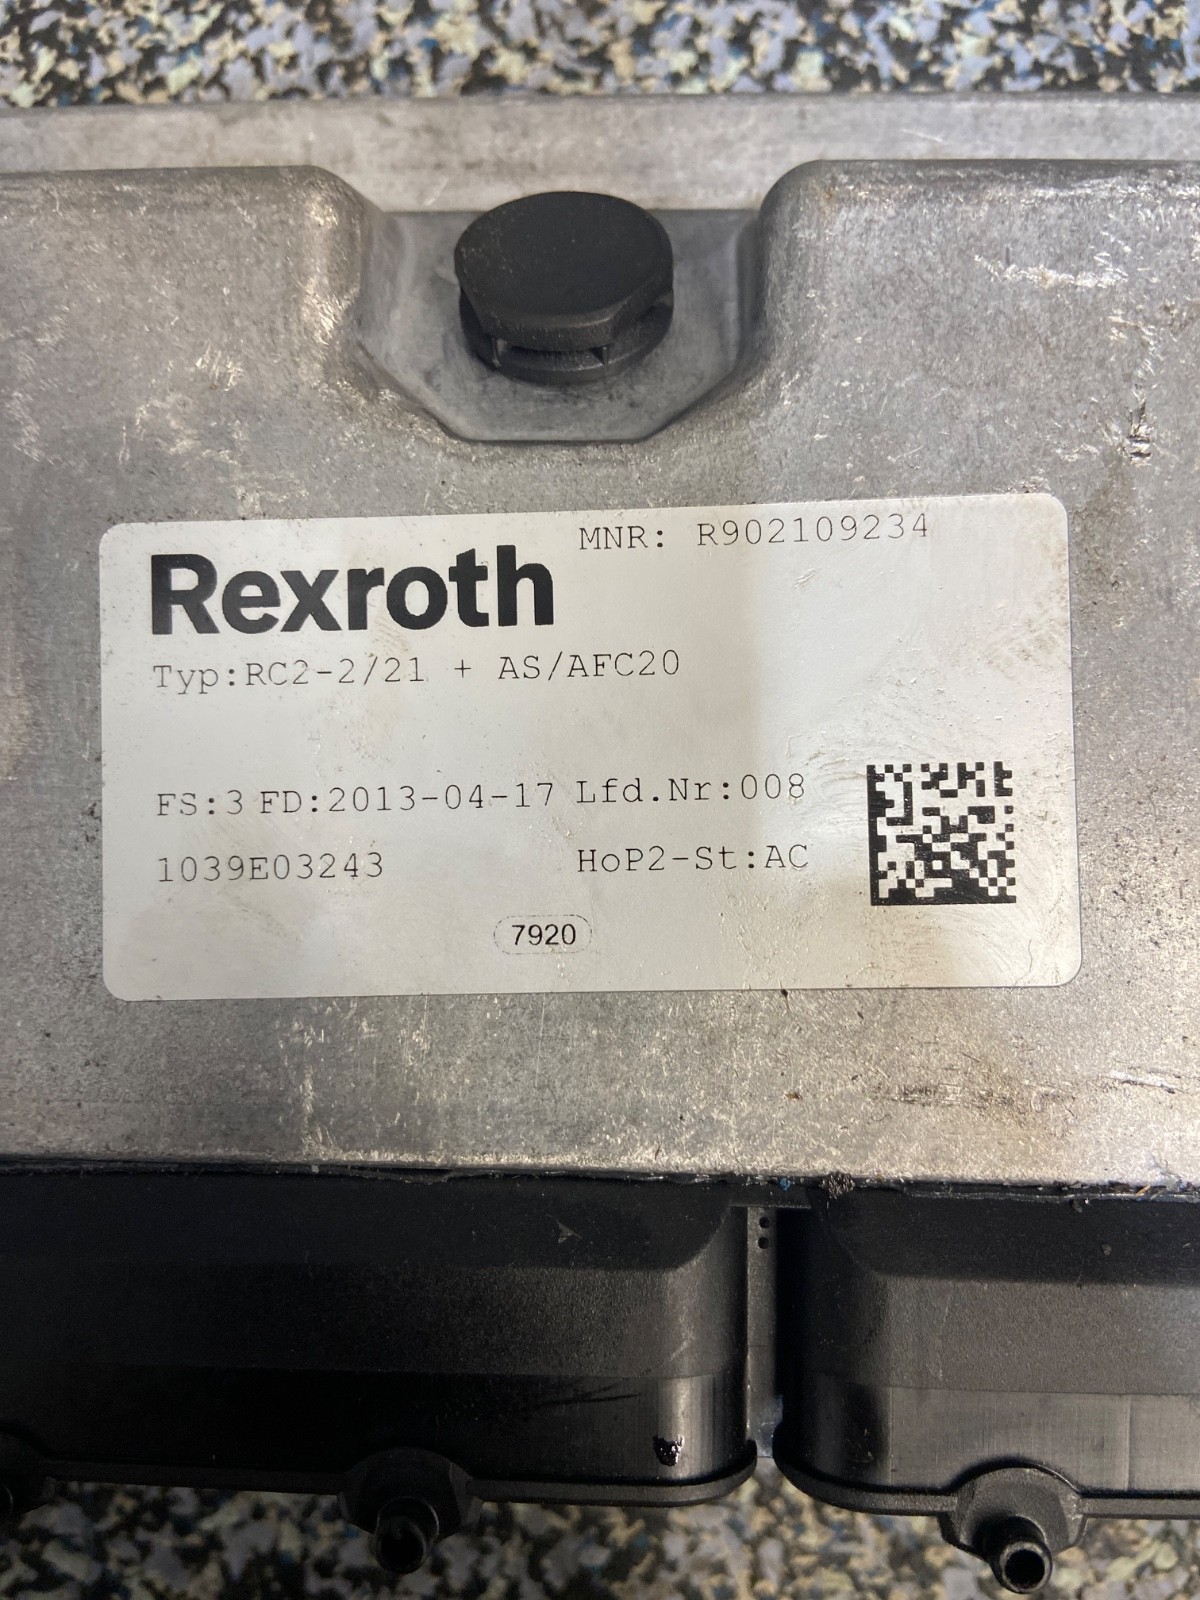 MNR: R902109234
Rexroth
Typ:RC2-2/21 + AS/AFC20
FS:3 FD:2013-04-17 Lfd.Nr:008
1039E03243 HoP2-St:AC
7920